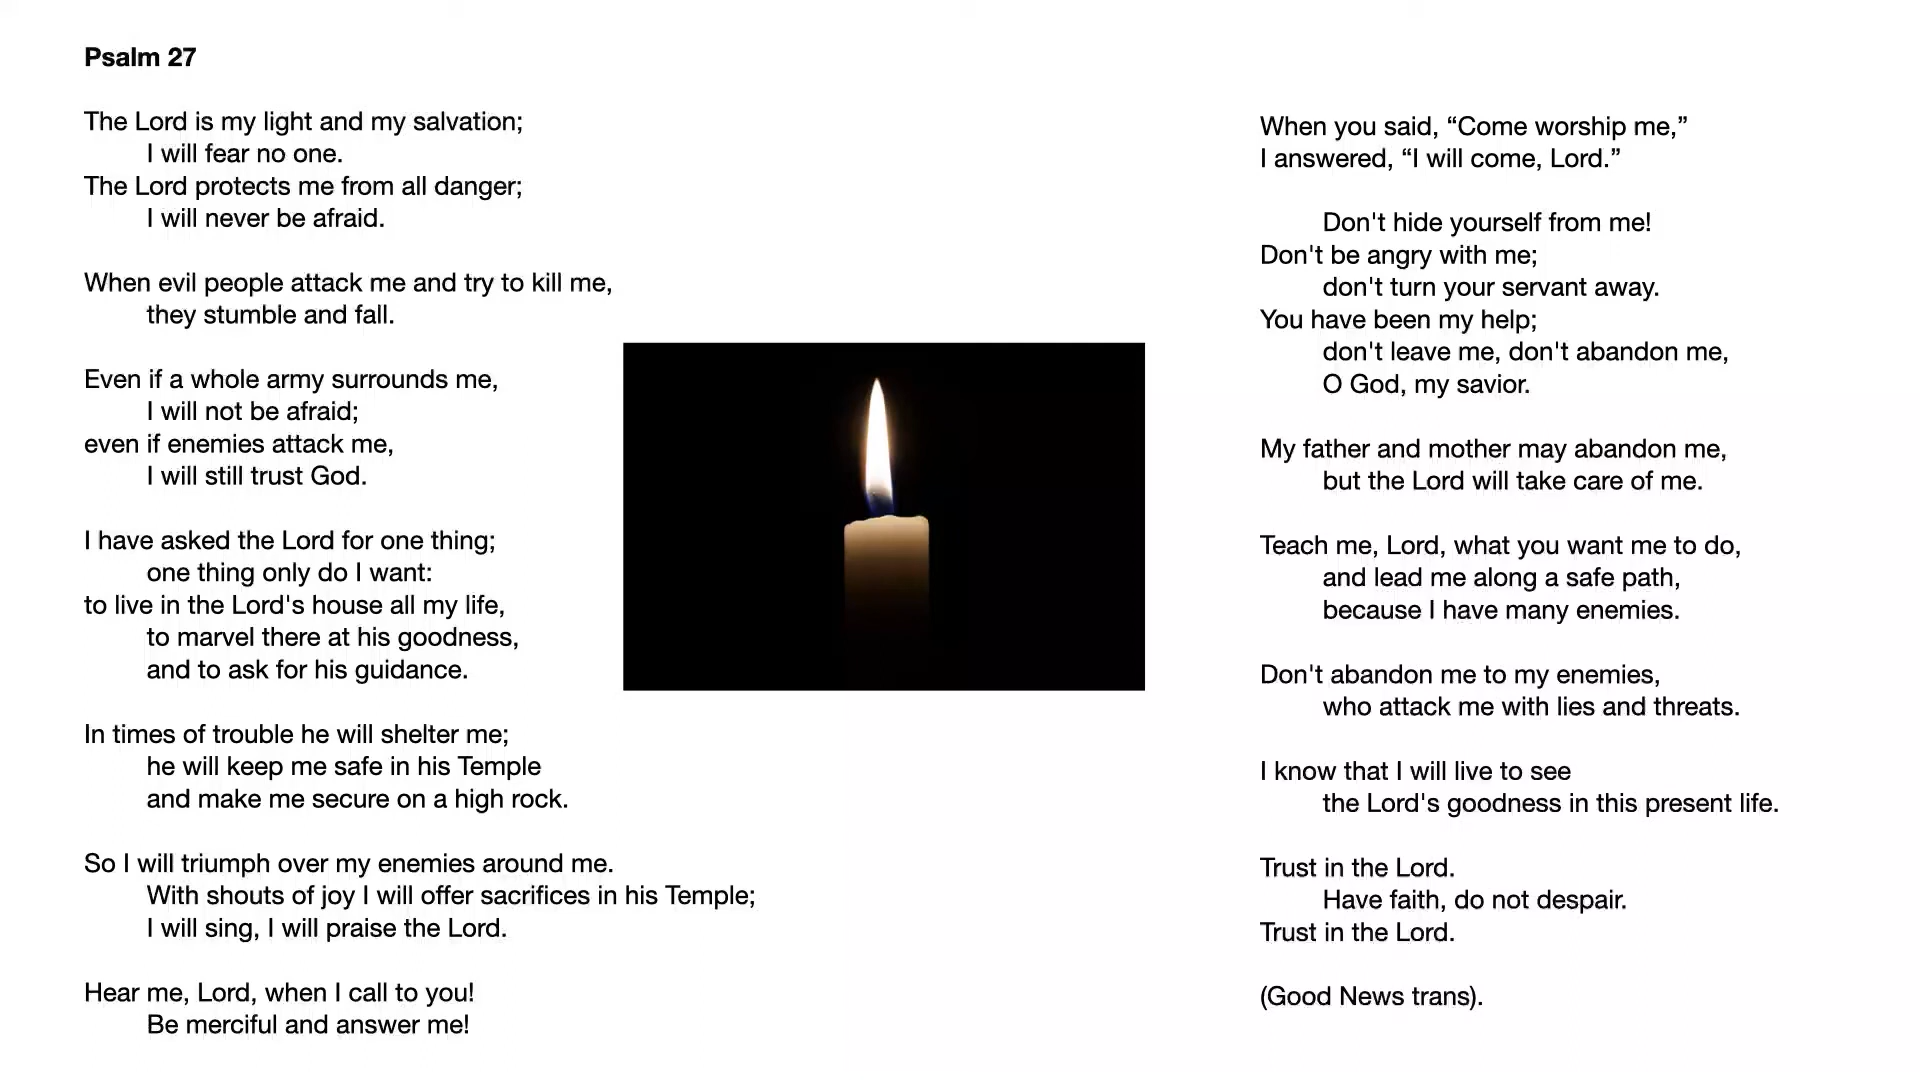 Psalm 27
The Lord is my light and my salvation;
I will fear no one.
The Lord protects me from all danger;
I will never be afraid.
When evil people attack me and try to kill me,
they stumble and fall.
Even if a whole army surrounds me,
I will not be afraid;
even if enemies attack me,
I will still trust God.
I have asked the Lord for one thing;
one thing only do I want:
to live in the Lord's house all my life,
to marvel there at his goodness,
and to ask for his guidance.
In times of trouble he will shelter me;
he will keep me safe in his Temple
and make me secure on a high rock.
So I will triumph over my enemies around me.
With shouts of joy I will offer sacrifices in his Temple;
I will sing, I will praise the Lord.
Hear me, Lord, when I call to you!
Be merciful and answer me!
When you said, “Come worship me,”
I answered, “I will come, Lord.”
Don't hide yourself from me!
Don't be angry with me;
don't turn your servant away.
You have been my help;
don't leave me, don't abandon me,
O God, my savior.
My father and mother may abandon me,
but the Lord will take care of me.
Teach me, Lord, what you want me to do,
and lead me along a safe path,
because I have many enemies.
Don't abandon me to my enemies,
who attack me with lies and threats.
I know that I will live to see
the Lord's goodness in this present life.
Trust in the Lord.
Have faith, do not despair.
Trust in the Lord.
(Good News trans).